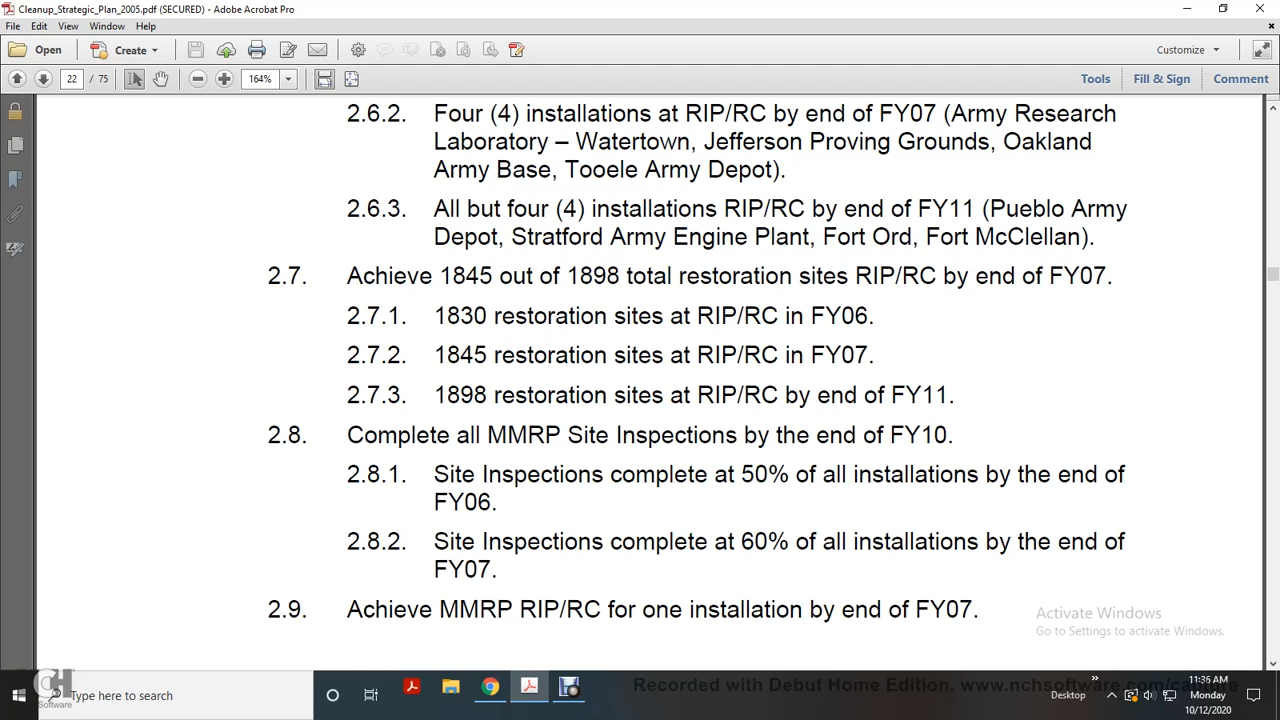 Cleanup_Strategic_Plan_2005.pdf (SECURED) - Adobe Acrobat Pro
File Edit View Window Help
Open Create Customize
22 / 75 164% Tools Fill & Sign Comment
2.6.2. Four (4) installations at RIP/RC by end of FY07 (Army Research
Laboratory – Watertown, Jefferson Proving Grounds, Oakland
Army Base, Tooele Army Depot).
2.6.3. All but four (4) installations RIP/RC by end of FY11 (Pueblo Army
Depot, Stratford Army Engine Plant, Fort Ord, Fort McClellan).
2.7. Achieve 1845 out of 1898 total restoration sites RIP/RC by end of FY07.
2.7.1. 1830 restoration sites at RIP/RC in FY06.
2.7.2. 1845 restoration sites at RIP/RC in FY07.
2.7.3. 1898 restoration sites at RIP/RC by end of FY11.
2.8. Complete all MMRP Site Inspections by the end of FY10.
2.8.1. Site Inspections complete at 50% of all installations by the end of
FY06.
2.8.2. Site Inspections complete at 60% of all installations by the end of
FY07.
2.9. Achieve MMRP RIP/RC for one installation by end of FY07.
Activate Windows
Go to Settings to activate Windows.
Recorded with Debut Home Edition. www.nchsoftware.com/capture
CH
Software
Type here to search
Desktop
11:36 AM
Monday
10/12/2020